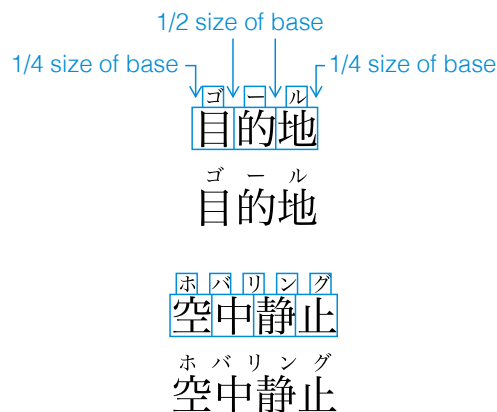 1/2 size of base
1/4 size of base 1/4 size of base
ゴール
目的地
ゴール
目的地
ホバリング
空中静止
ホバリング
空中静止